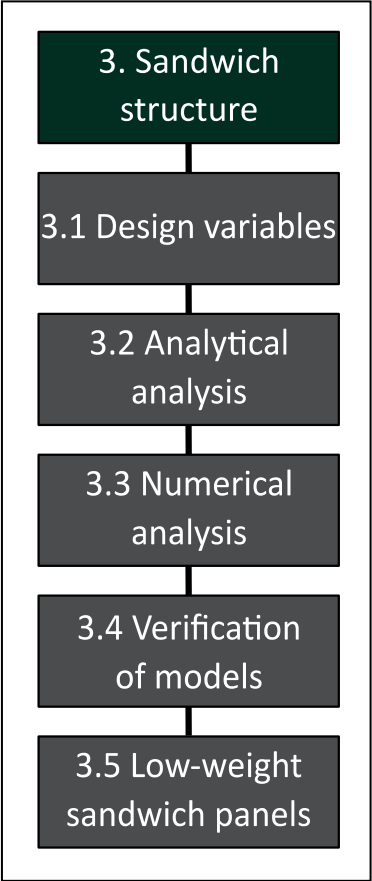 3. Sandwich
structure
3.1 Design variables
3.2 Analytical
analysis
3.3 Numerical
analysis
3.4 Verification
of models
3.5 Low-weight
sandwich panels